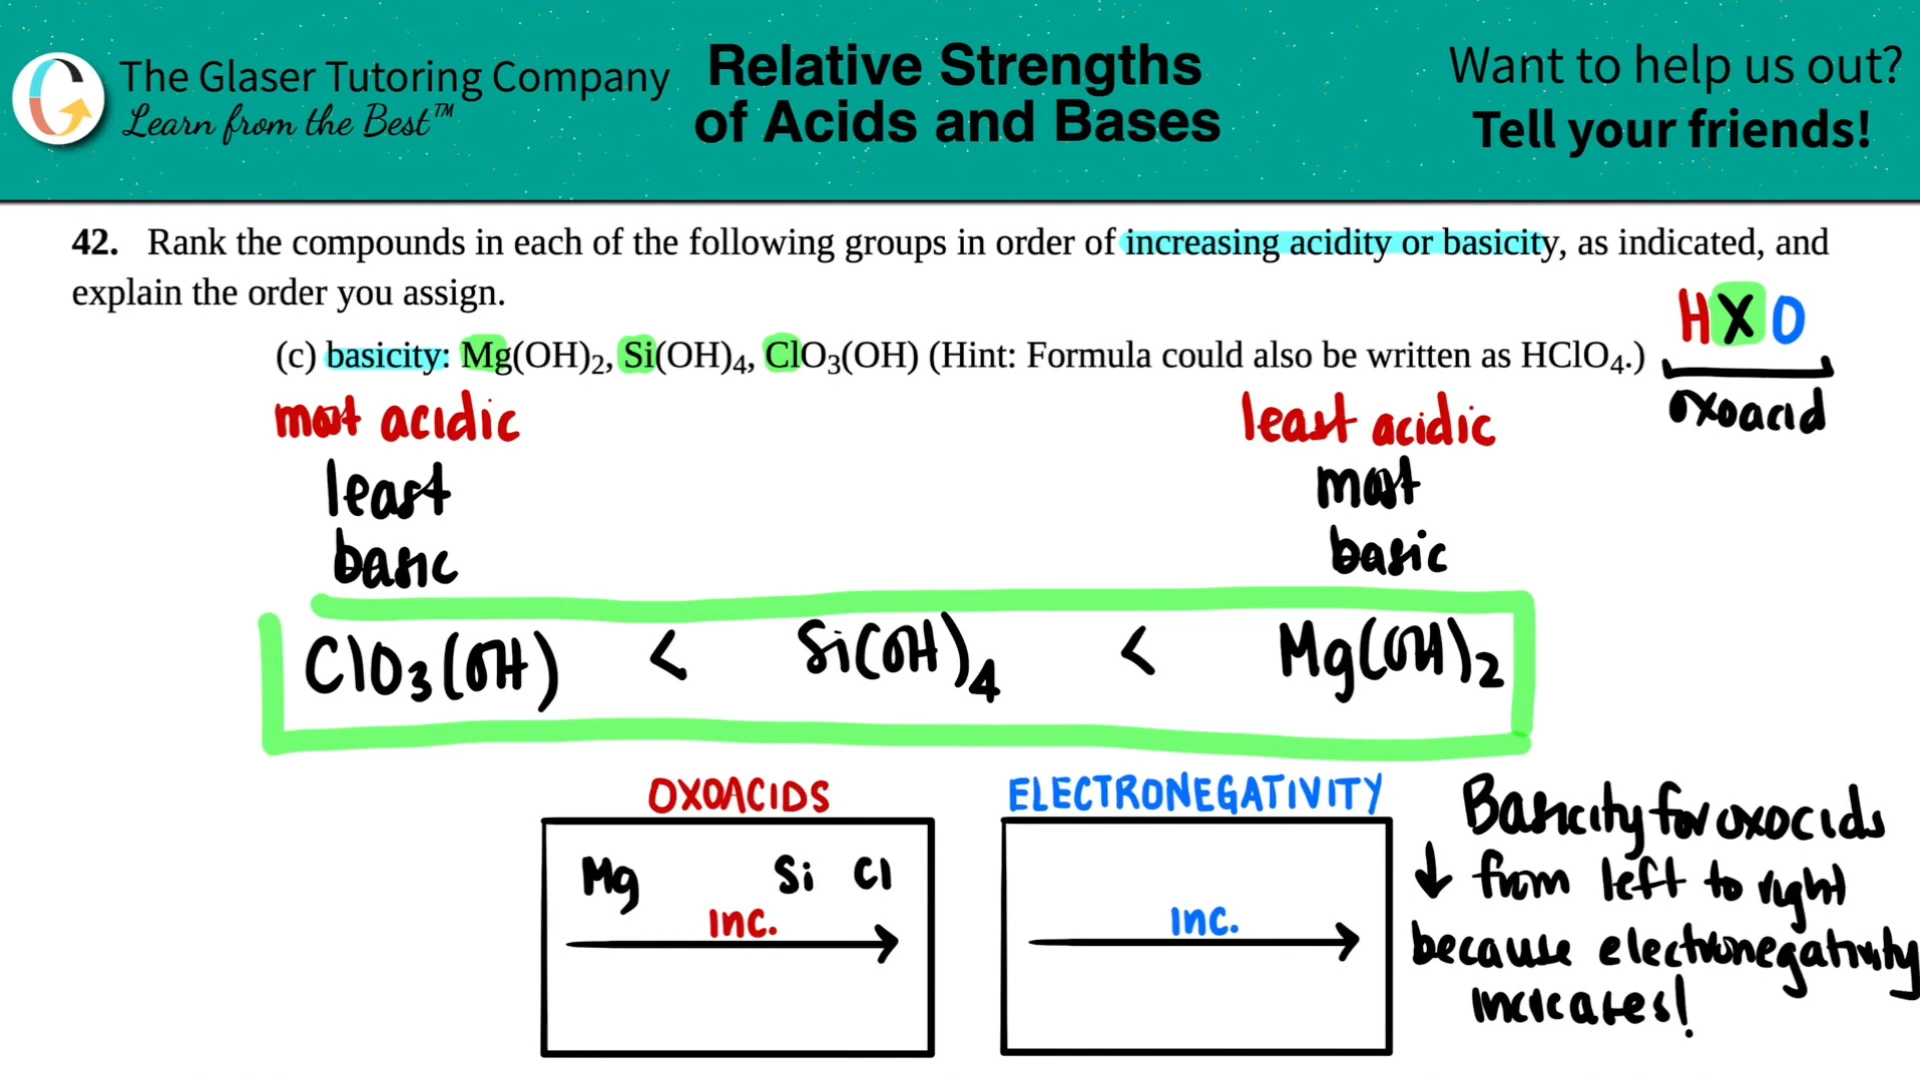 The Glaser Tutoring Company
Learn from the Best™
Relative Strengths
of Acids and Bases
Want to help us out?
Tell your friends!
42. Rank the compounds in each of the following groups in order of increasing acidity or basicity, as indicated, and
explain the order you assign.
(c) basicity: Mg(OH)₂, Si(OH)₄, ClO₃(OH) (Hint: Formula could also be written as HClO₄.)
HXO
oxoacid
most acidic
least
basic
least acidic
most
basic
ClO₃(OH) < Si(OH)₄ < Mg(OH)₂
OXOACIDS
Mg Si Cl
INC.
ELECTRONEGATIVITY
INC.
Basicity for oxocids
↓ from left to right
because electronegativity
increases!